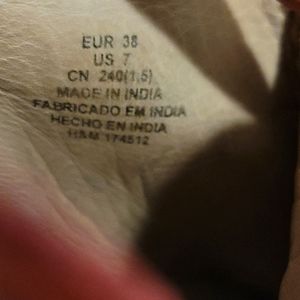 EUR 38
US 7
CN 240(1,5)
MADE IN INDIA
FABRICADO EM INDIA
HECHO EN INDIA
H&M 174512